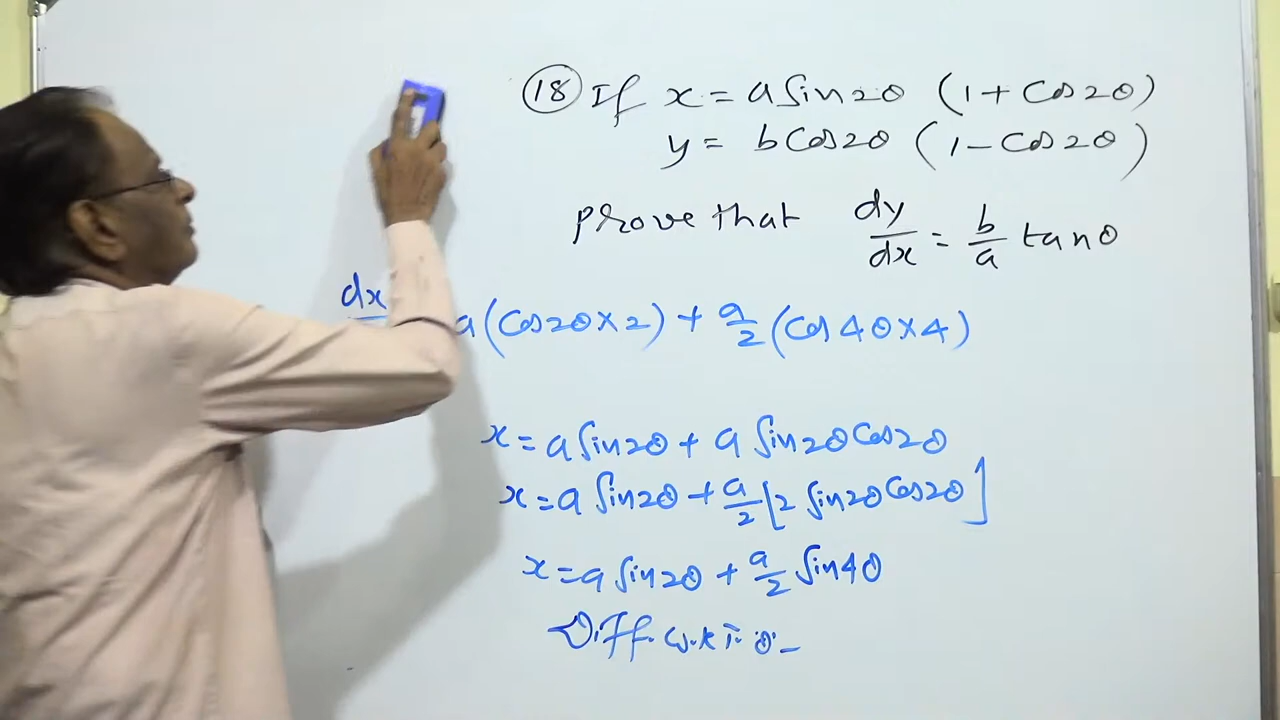 18 If x = a sin2θ (1 + cos2θ)
y = b cos2θ (1 - cos2θ)
prove that dy/dx = b/a tanθ
dx a(cos2θ×2) + a/2 (cos4θ×4)
x = a sin2θ + a sin2θ cos2θ
x = a sin2θ + a/2 [2 sin2θ cos2θ]
x = a sin2θ + a/2 sin4θ
Diff. w.r.t. θ -